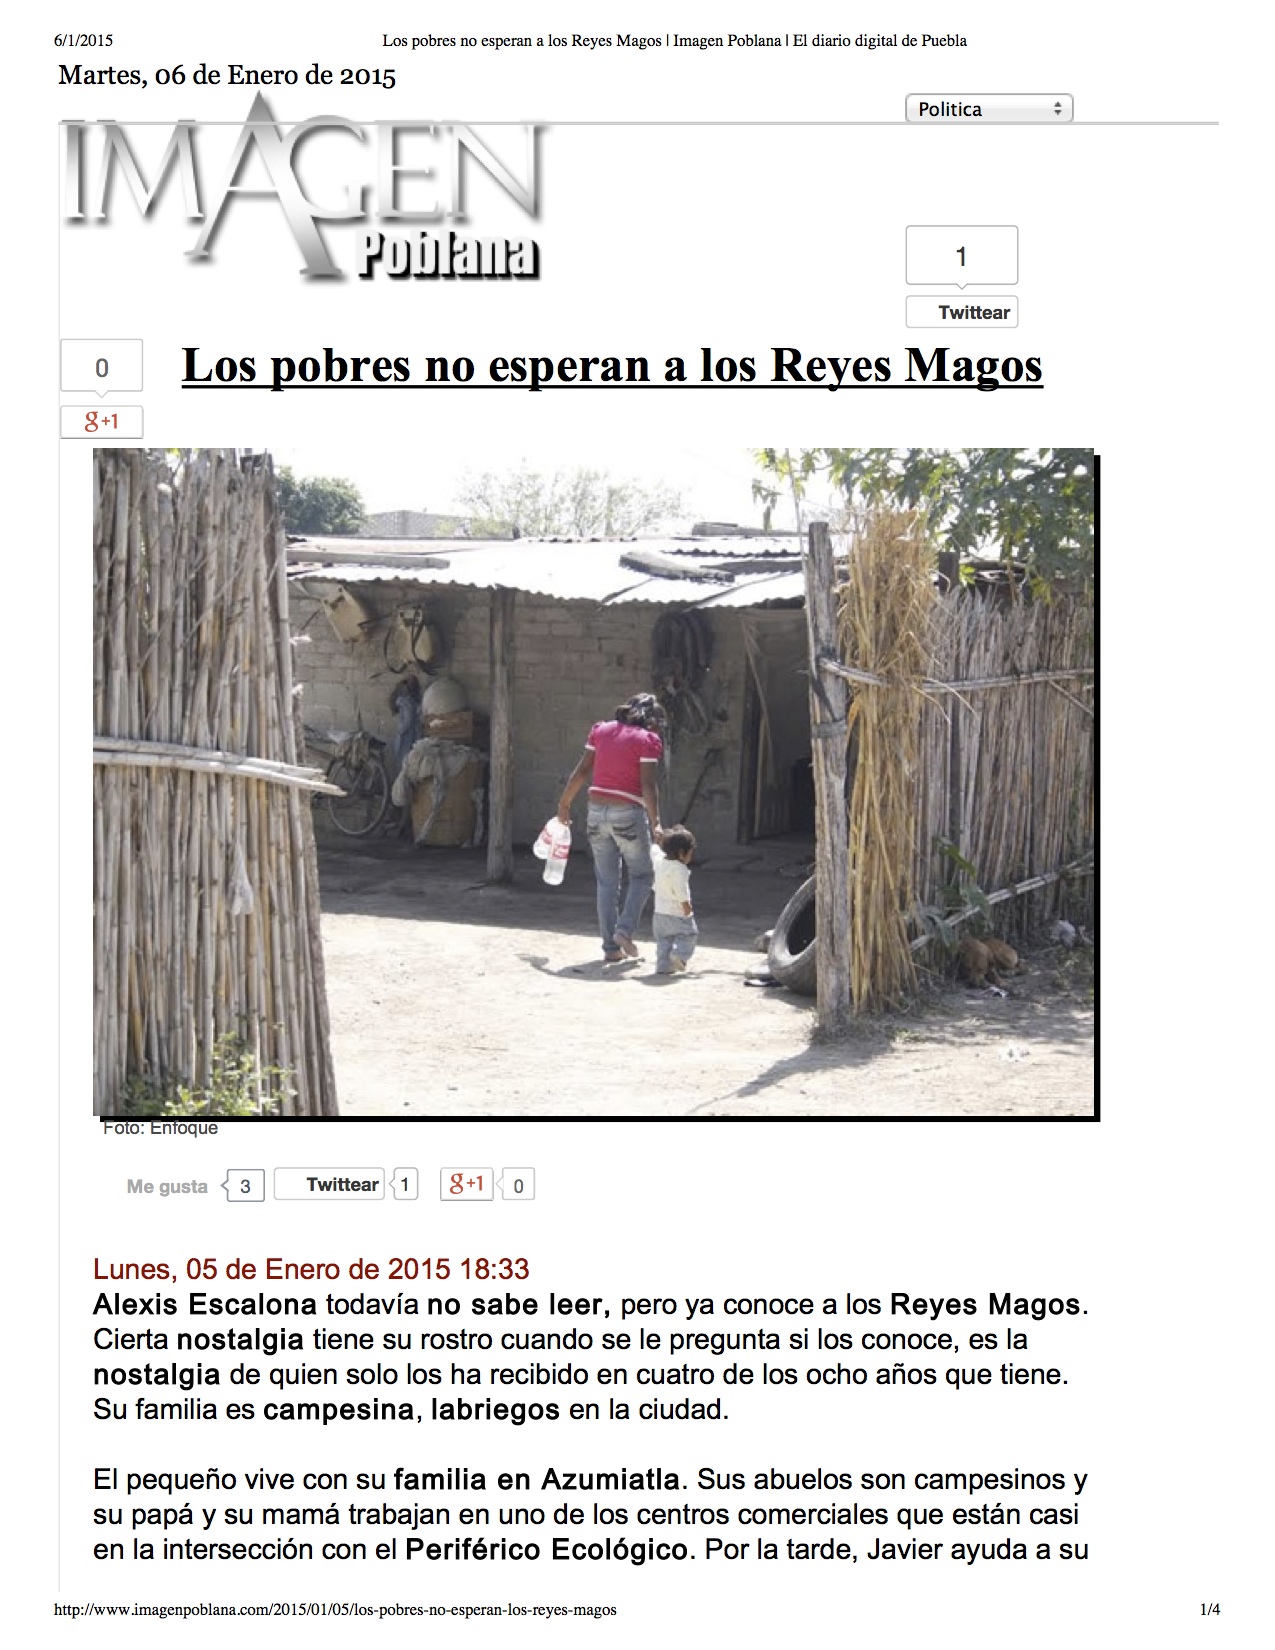 6/1/2015
Los pobres no esperan a los Reyes Magos | Imagen Poblana | El diario digital de Puebla
Martes, 06 de Enero de 2015
Politica
IMAGEN
Poblana
1
Twittear
0
g+1
Los pobres no esperan a los Reyes Magos
Foto: Enfoque
Me gusta 3 Twittear 1 g+1 0
Lunes, 05 de Enero de 2015 18:33
Alexis Escalona todavía no sabe leer, pero ya conoce a los Reyes Magos.
Cierta nostalgia tiene su rostro cuando se le pregunta si los conoce, es la
nostalgia de quien solo los ha recibido en cuatro de los ocho años que tiene.
Su familia es campesina, labriegos en la ciudad.
El pequeño vive con su familia en Azumiatla. Sus abuelos son campesinos y
su papá y su mamá trabajan en uno de los centros comerciales que están casi
en la intersección con el Periférico Ecológico. Por la tarde, Javier ayuda a su
http://www.imagenpoblana.com/2015/01/05/los-pobres-no-esperan-los-reyes-magos
1/4